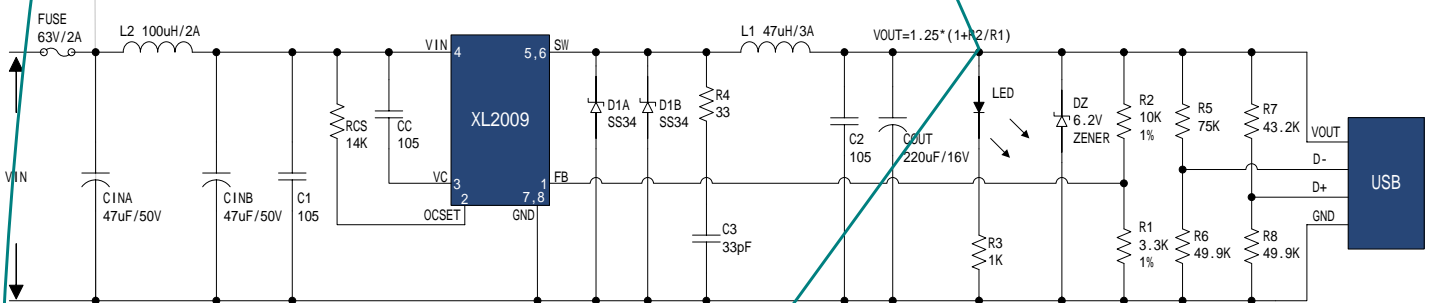 FUSE
63V/2A
L2 100uH/2A
L1 47uH/3A
VOUT=1.25*(1+R2/R1)
VIN
4
5,6
SW
XL2009
RCS
14K
CC
105
D1A
SS34
D1B
SS34
R4
33
C2
105
COUT
220uF/16V
LED
DZ
6.2V
ZENER
R2
10K
1%
R5
75K
R7
43.2K
VOUT
D-
D+
GND
USB
VIN
CINA
47uF/50V
CINB
47uF/50V
C1
105
VC
3
2
OCSET
1
FB
7,8
GND
C3
33pF
R3
1K
R1
3.3K
1%
R6
49.9K
R8
49.9K